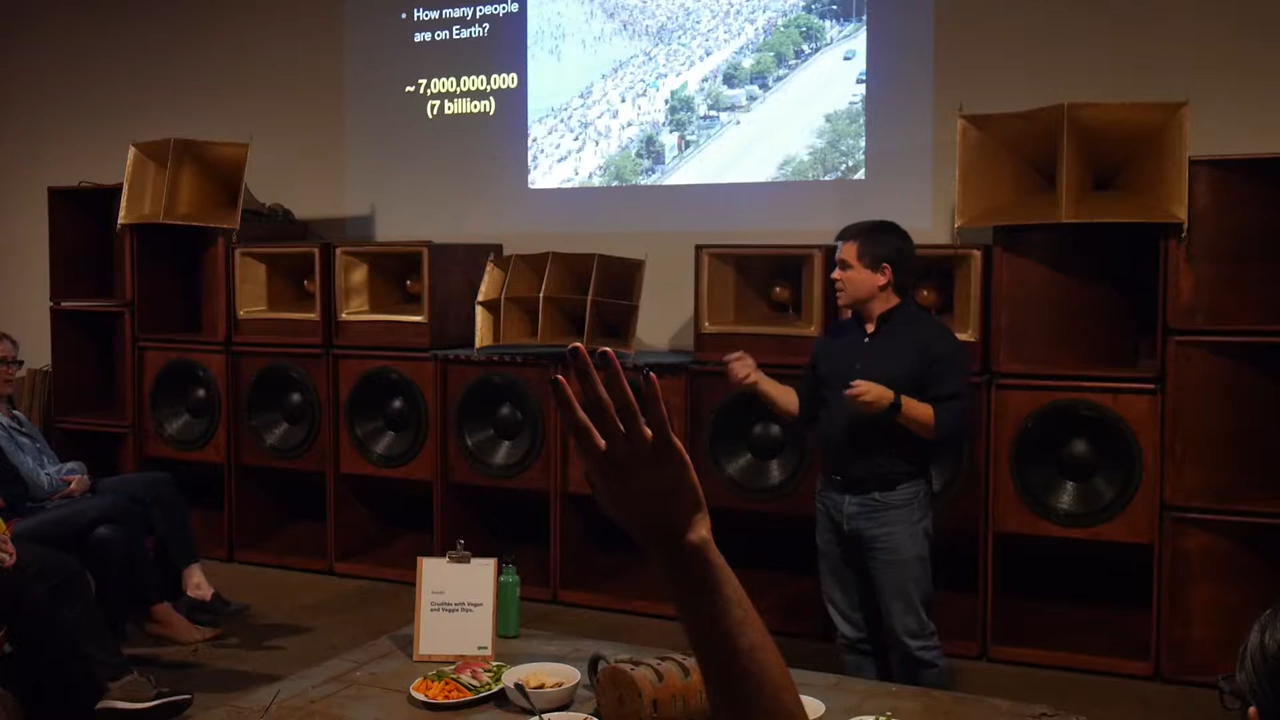 • How many people
are on Earth?
~ 7,000,000,000
(7 billion)
Crudités with Vegan
and Veggie Dips.